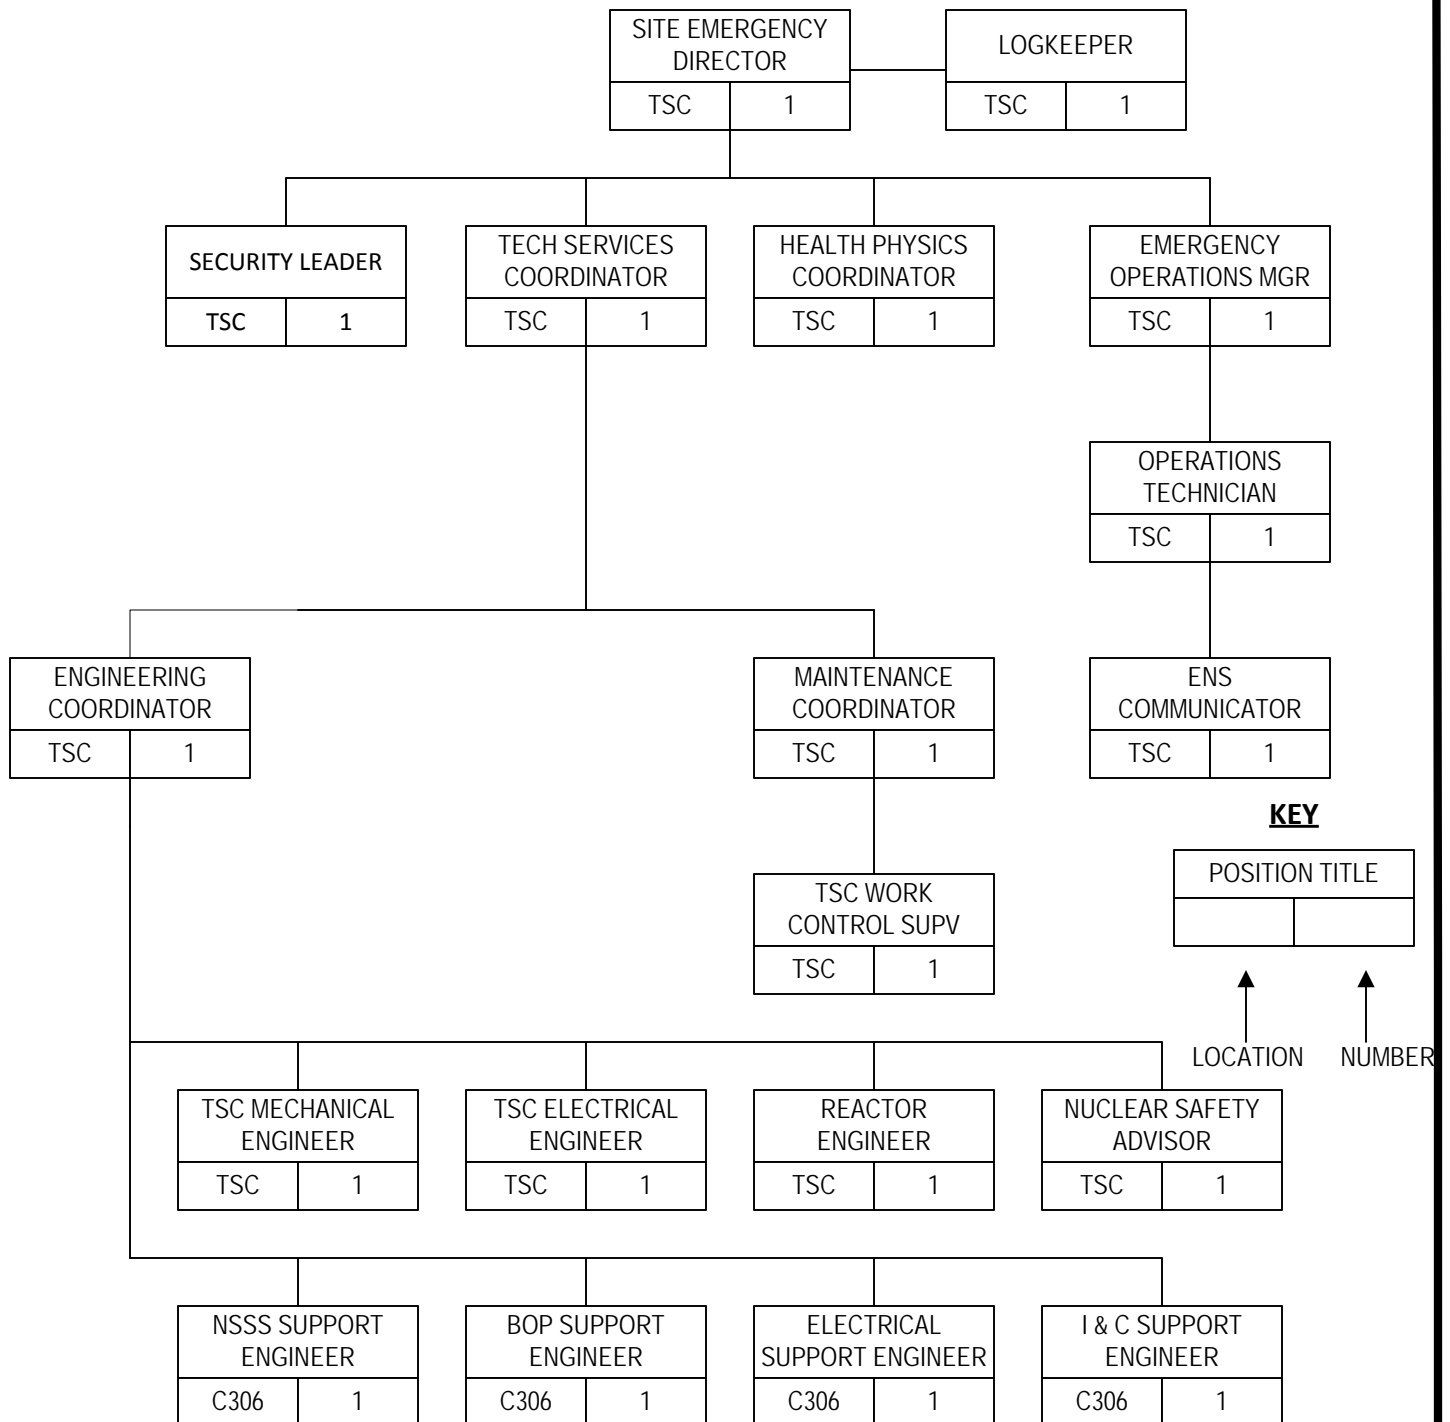 SITE EMERGENCY
DIRECTOR
TSC 1
LOGKEEPER
TSC 1
SECURITY LEADER
TSC 1
TECH SERVICES
COORDINATOR
TSC 1
HEALTH PHYSICS
COORDINATOR
TSC 1
EMERGENCY
OPERATIONS MGR
TSC 1
OPERATIONS
TECHNICIAN
TSC 1
ENGINEERING
COORDINATOR
TSC 1
MAINTENANCE
COORDINATOR
TSC 1
ENS
COMMUNICATOR
TSC 1
KEY
POSITION TITLE
LOCATION NUMBER
TSC WORK
CONTROL SUPV
TSC 1
TSC MECHANICAL
ENGINEER
TSC 1
TSC ELECTRICAL
ENGINEER
TSC 1
REACTOR
ENGINEER
TSC 1
NUCLEAR SAFETY
ADVISOR
TSC 1
NSSS SUPPORT
ENGINEER
C306 1
BOP SUPPORT
ENGINEER
C306 1
ELECTRICAL
SUPPORT ENGINEER
C306 1
I & C SUPPORT
ENGINEER
C306 1